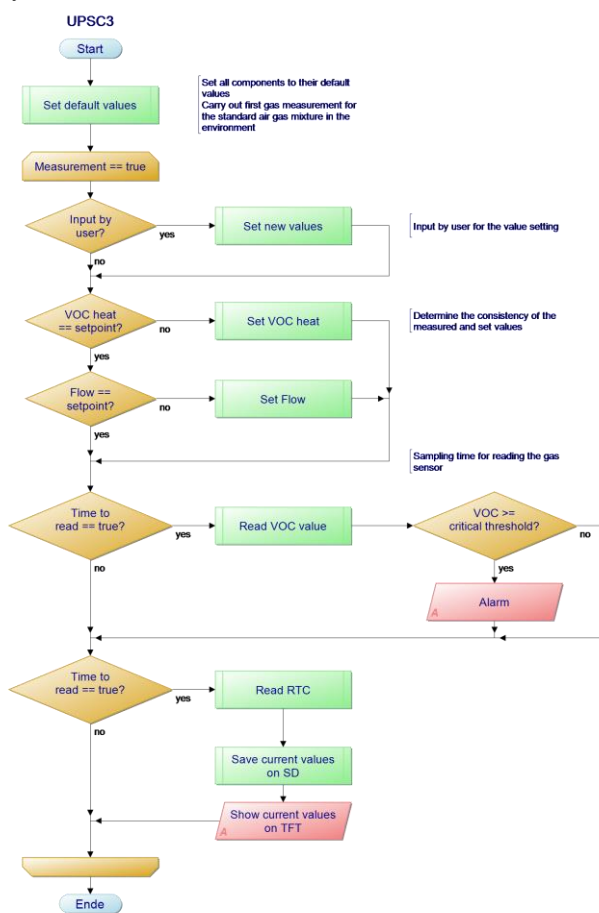 UPSC3
Start
Set default values
Set all components to their default
values
Carry out first gas measurement for
the standard air gas mixture in the
environment
Measurement == true
Input by
user?
yes
Set new values
Input by user for the value setting
no
VOC heat
== setpoint?
no
Set VOC heat
Determine the consistency of the
measured and set values
yes
Flow ==
setpoint?
no
Set Flow
yes
Sampling time for reading the gas
sensor
Time to
read == true?
yes
Read VOC value
VOC >=
critical threshold?
no
no
yes
Alarm
A
Time to
read == true?
yes
Read RTC
no
Save current values
on SD
Show current values
on TFT
A
Ende